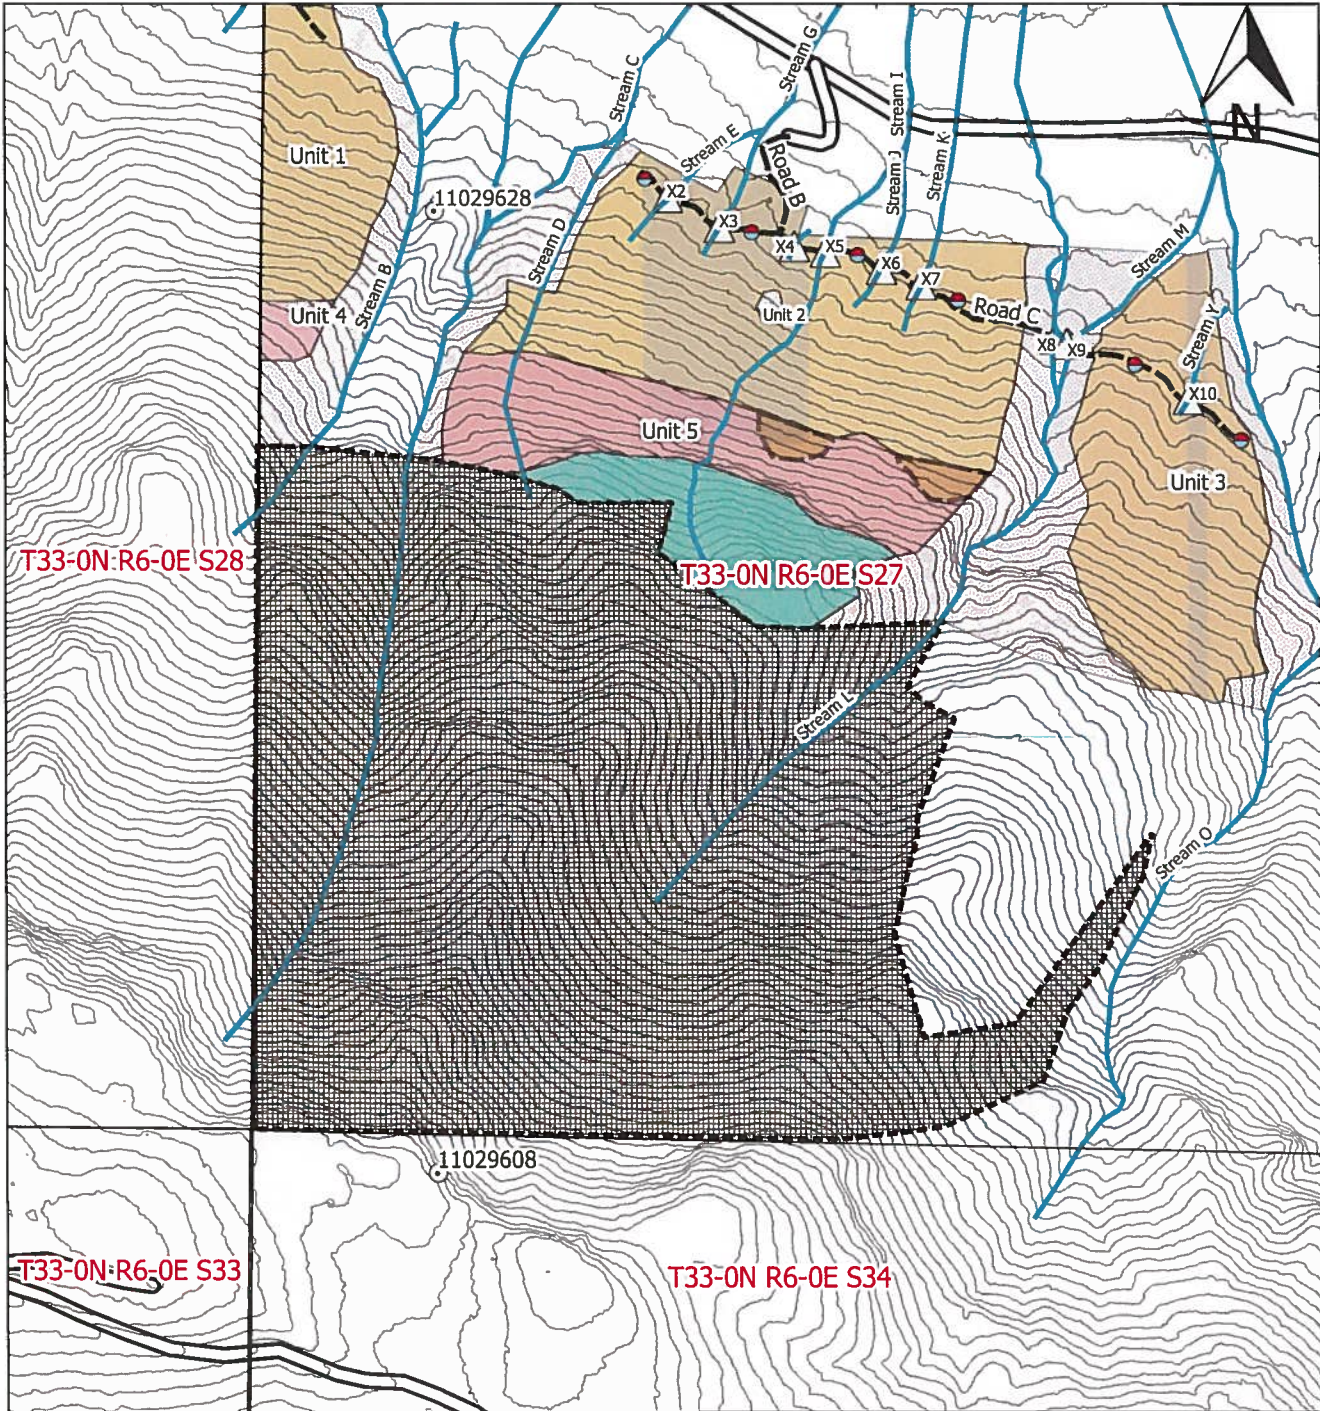 Stream G
Stream C
Stream I
N
Stream E
Unit 1
Road B
Stream J
Stream K
11029628
X2
X3
Stream D
X4
X5
Stream M
X6
X7
Stream B
Unit 4
Unit 2
Road C
X8
X9
Stream Y
X10
Unit 5
Unit 3
T33-0N R6-0E S28
T33-0N R6-0E S27
Stream L
Stream O
11029608
T33-0N R6-0E S33
T33-0N R6-0E S34